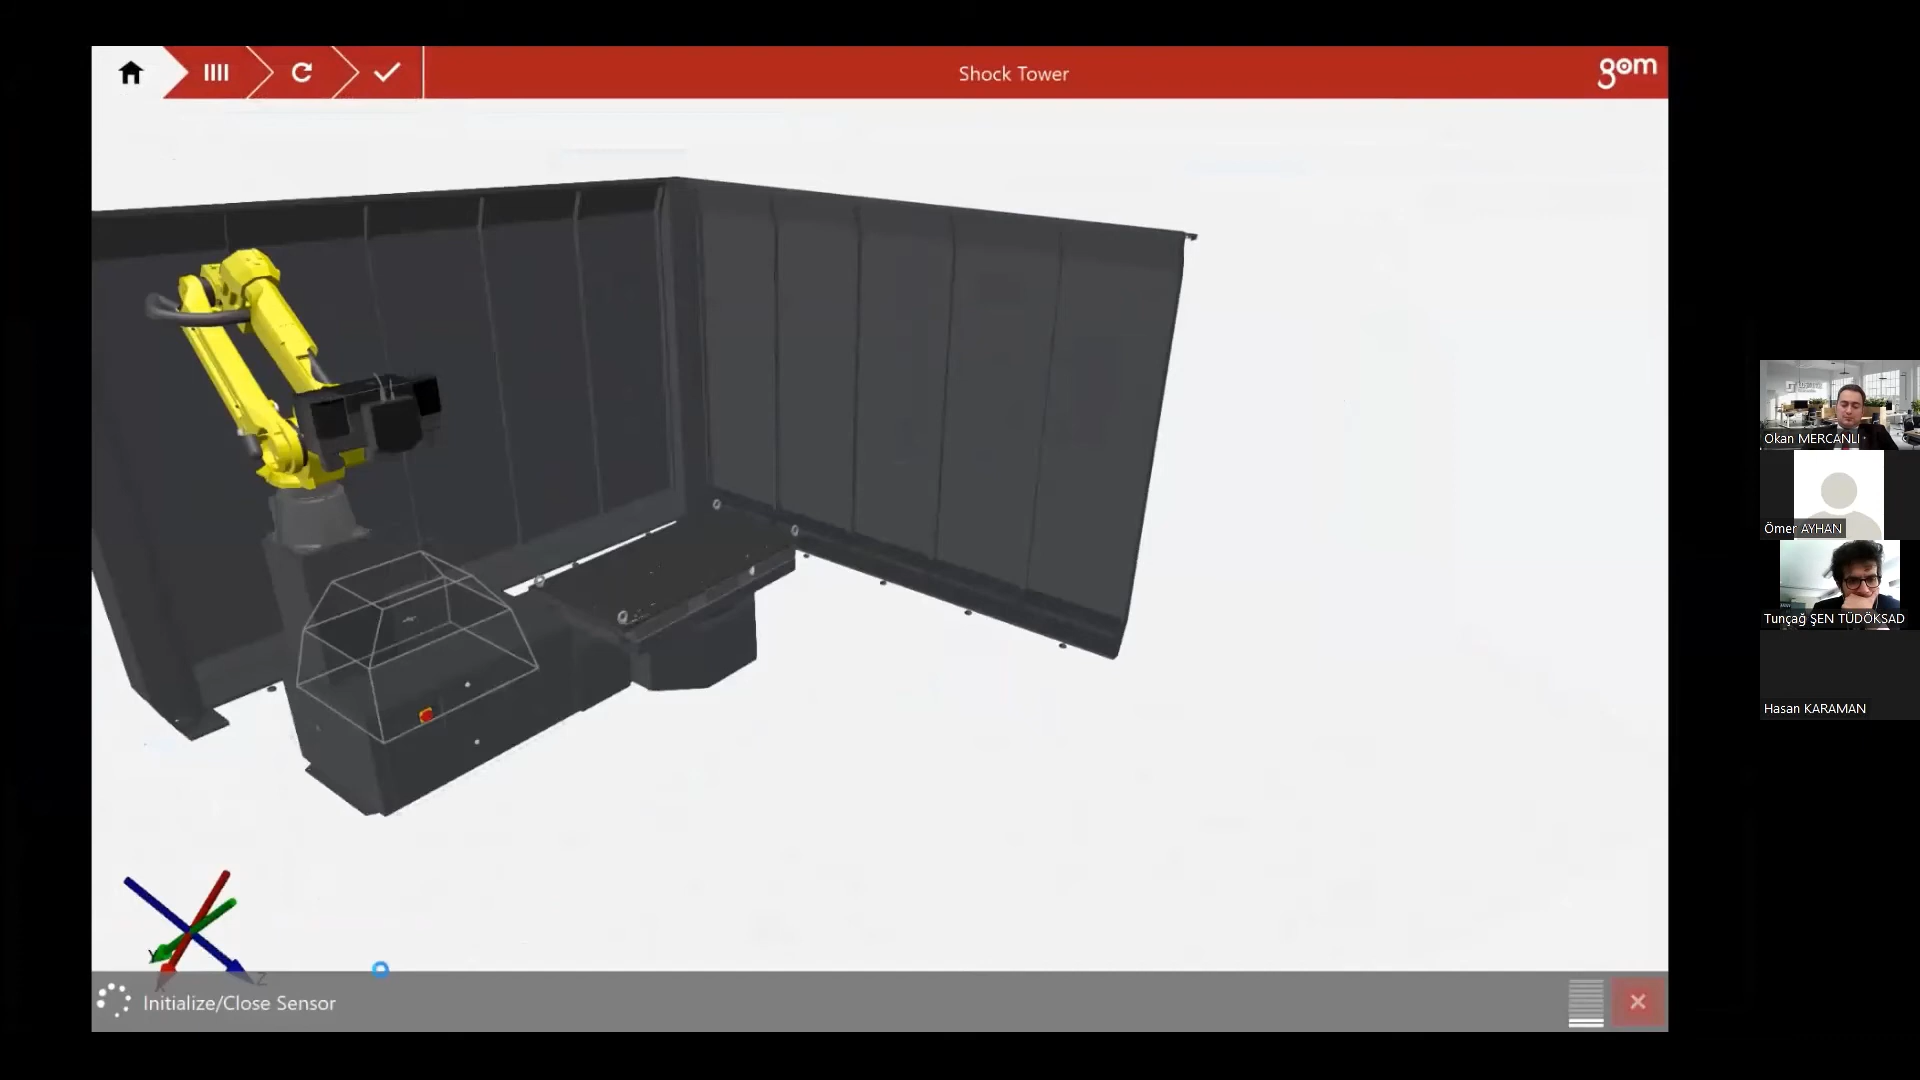 Shock Tower
gom
Okan MERCANLI
Ömer AYHAN
Tunçağ ŞEN TÜDÖKSAD
Hasan KARAMAN
Y
X
Z
Initialize/Close Sensor